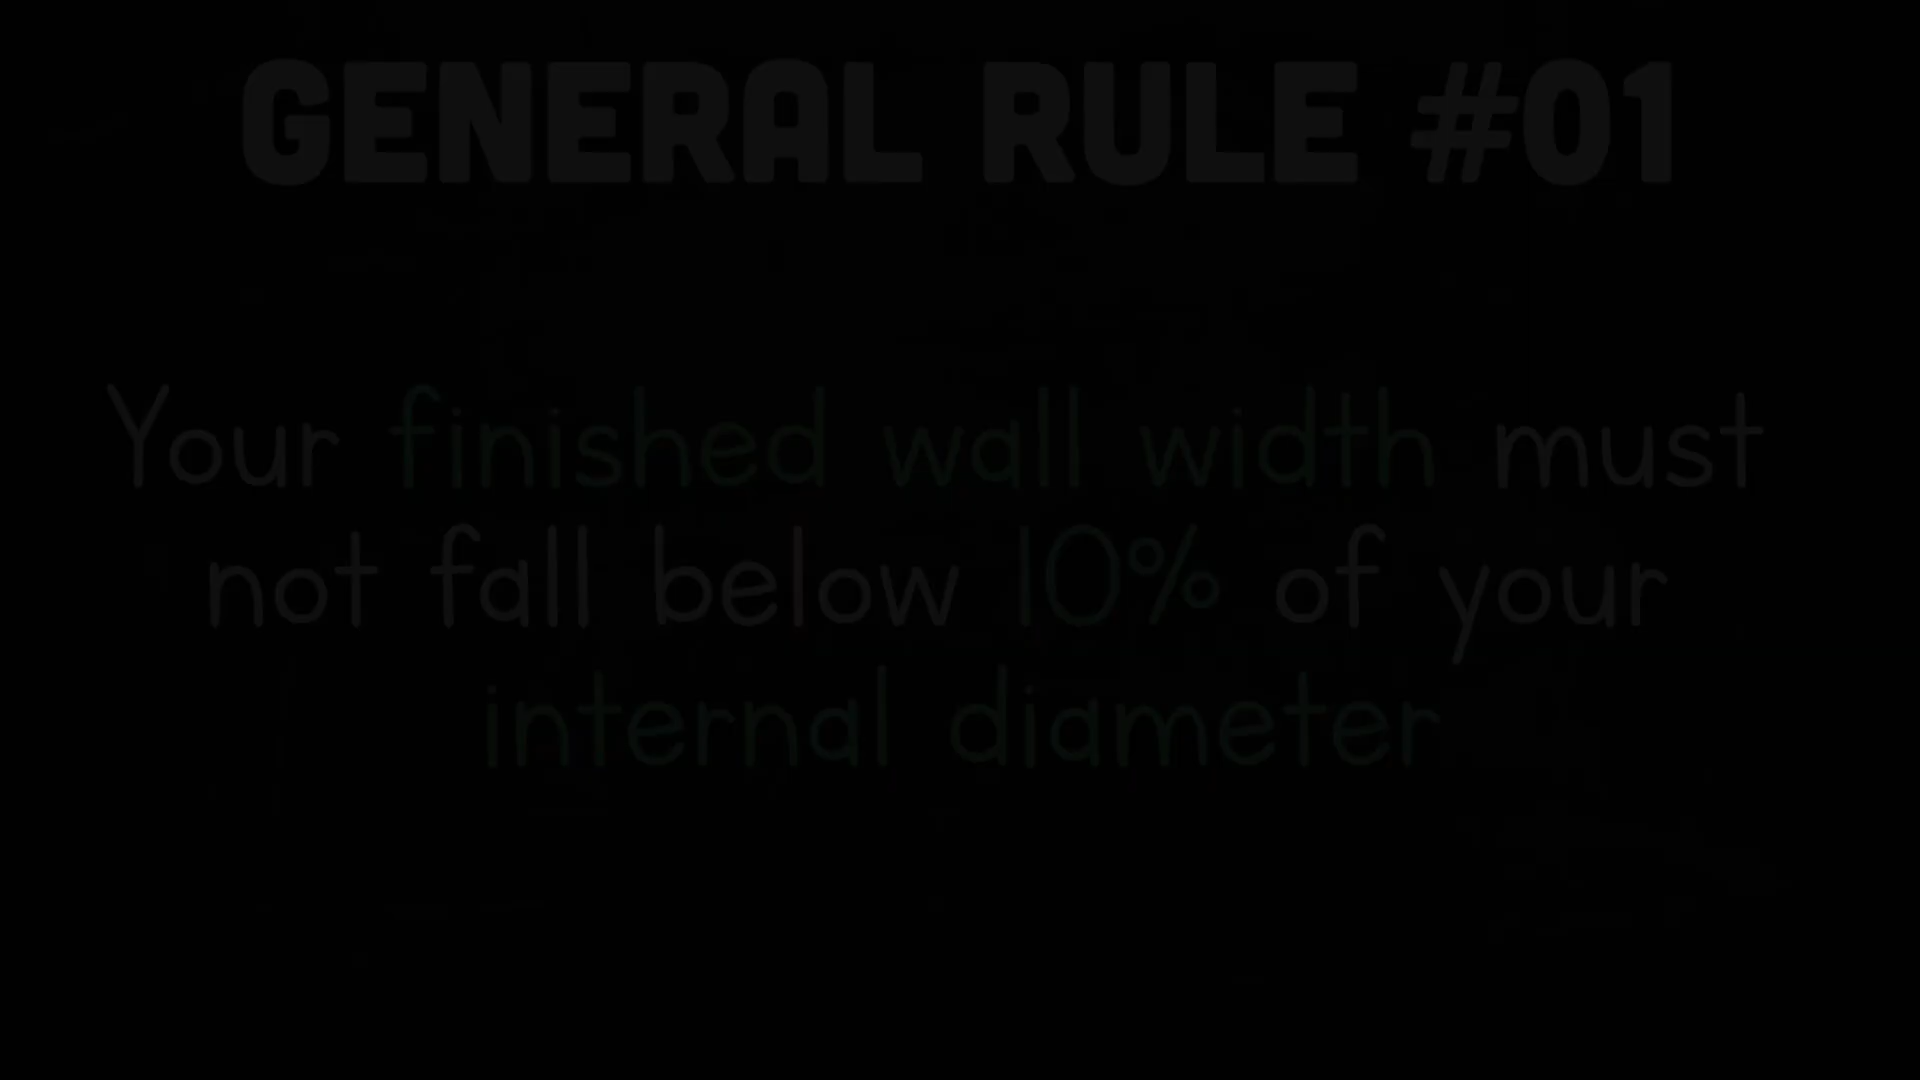 GENERAL RULE #01
Your finished wall width must
not fall below 10% of your
internal diameter